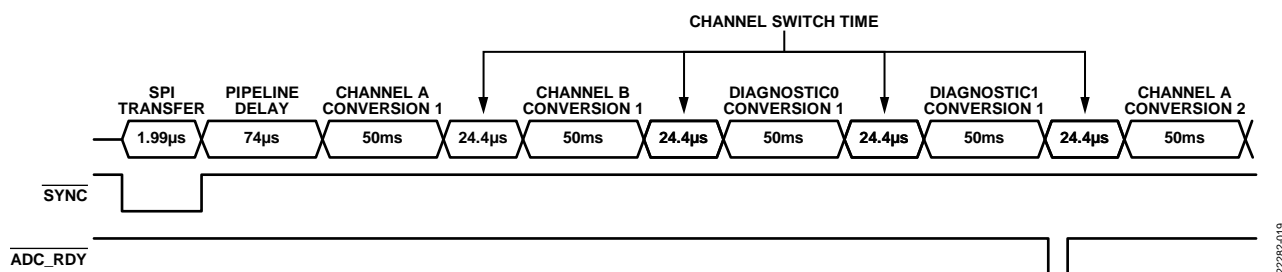 CHANNEL SWITCH TIME
SPI
TRANSFER
PIPELINE
DELAY
CHANNEL A
CONVERSION 1
CHANNEL B
CONVERSION 1
DIAGNOSTIC0
CONVERSION 1
DIAGNOSTIC1
CONVERSION 1
CHANNEL A
CONVERSION 2
1.99µs
74µs
50ms
24.4µs
50ms
24.4µs
50ms
24.4µs
50ms
24.4µs
50ms
SYNC
ADC_RDY
22282-019